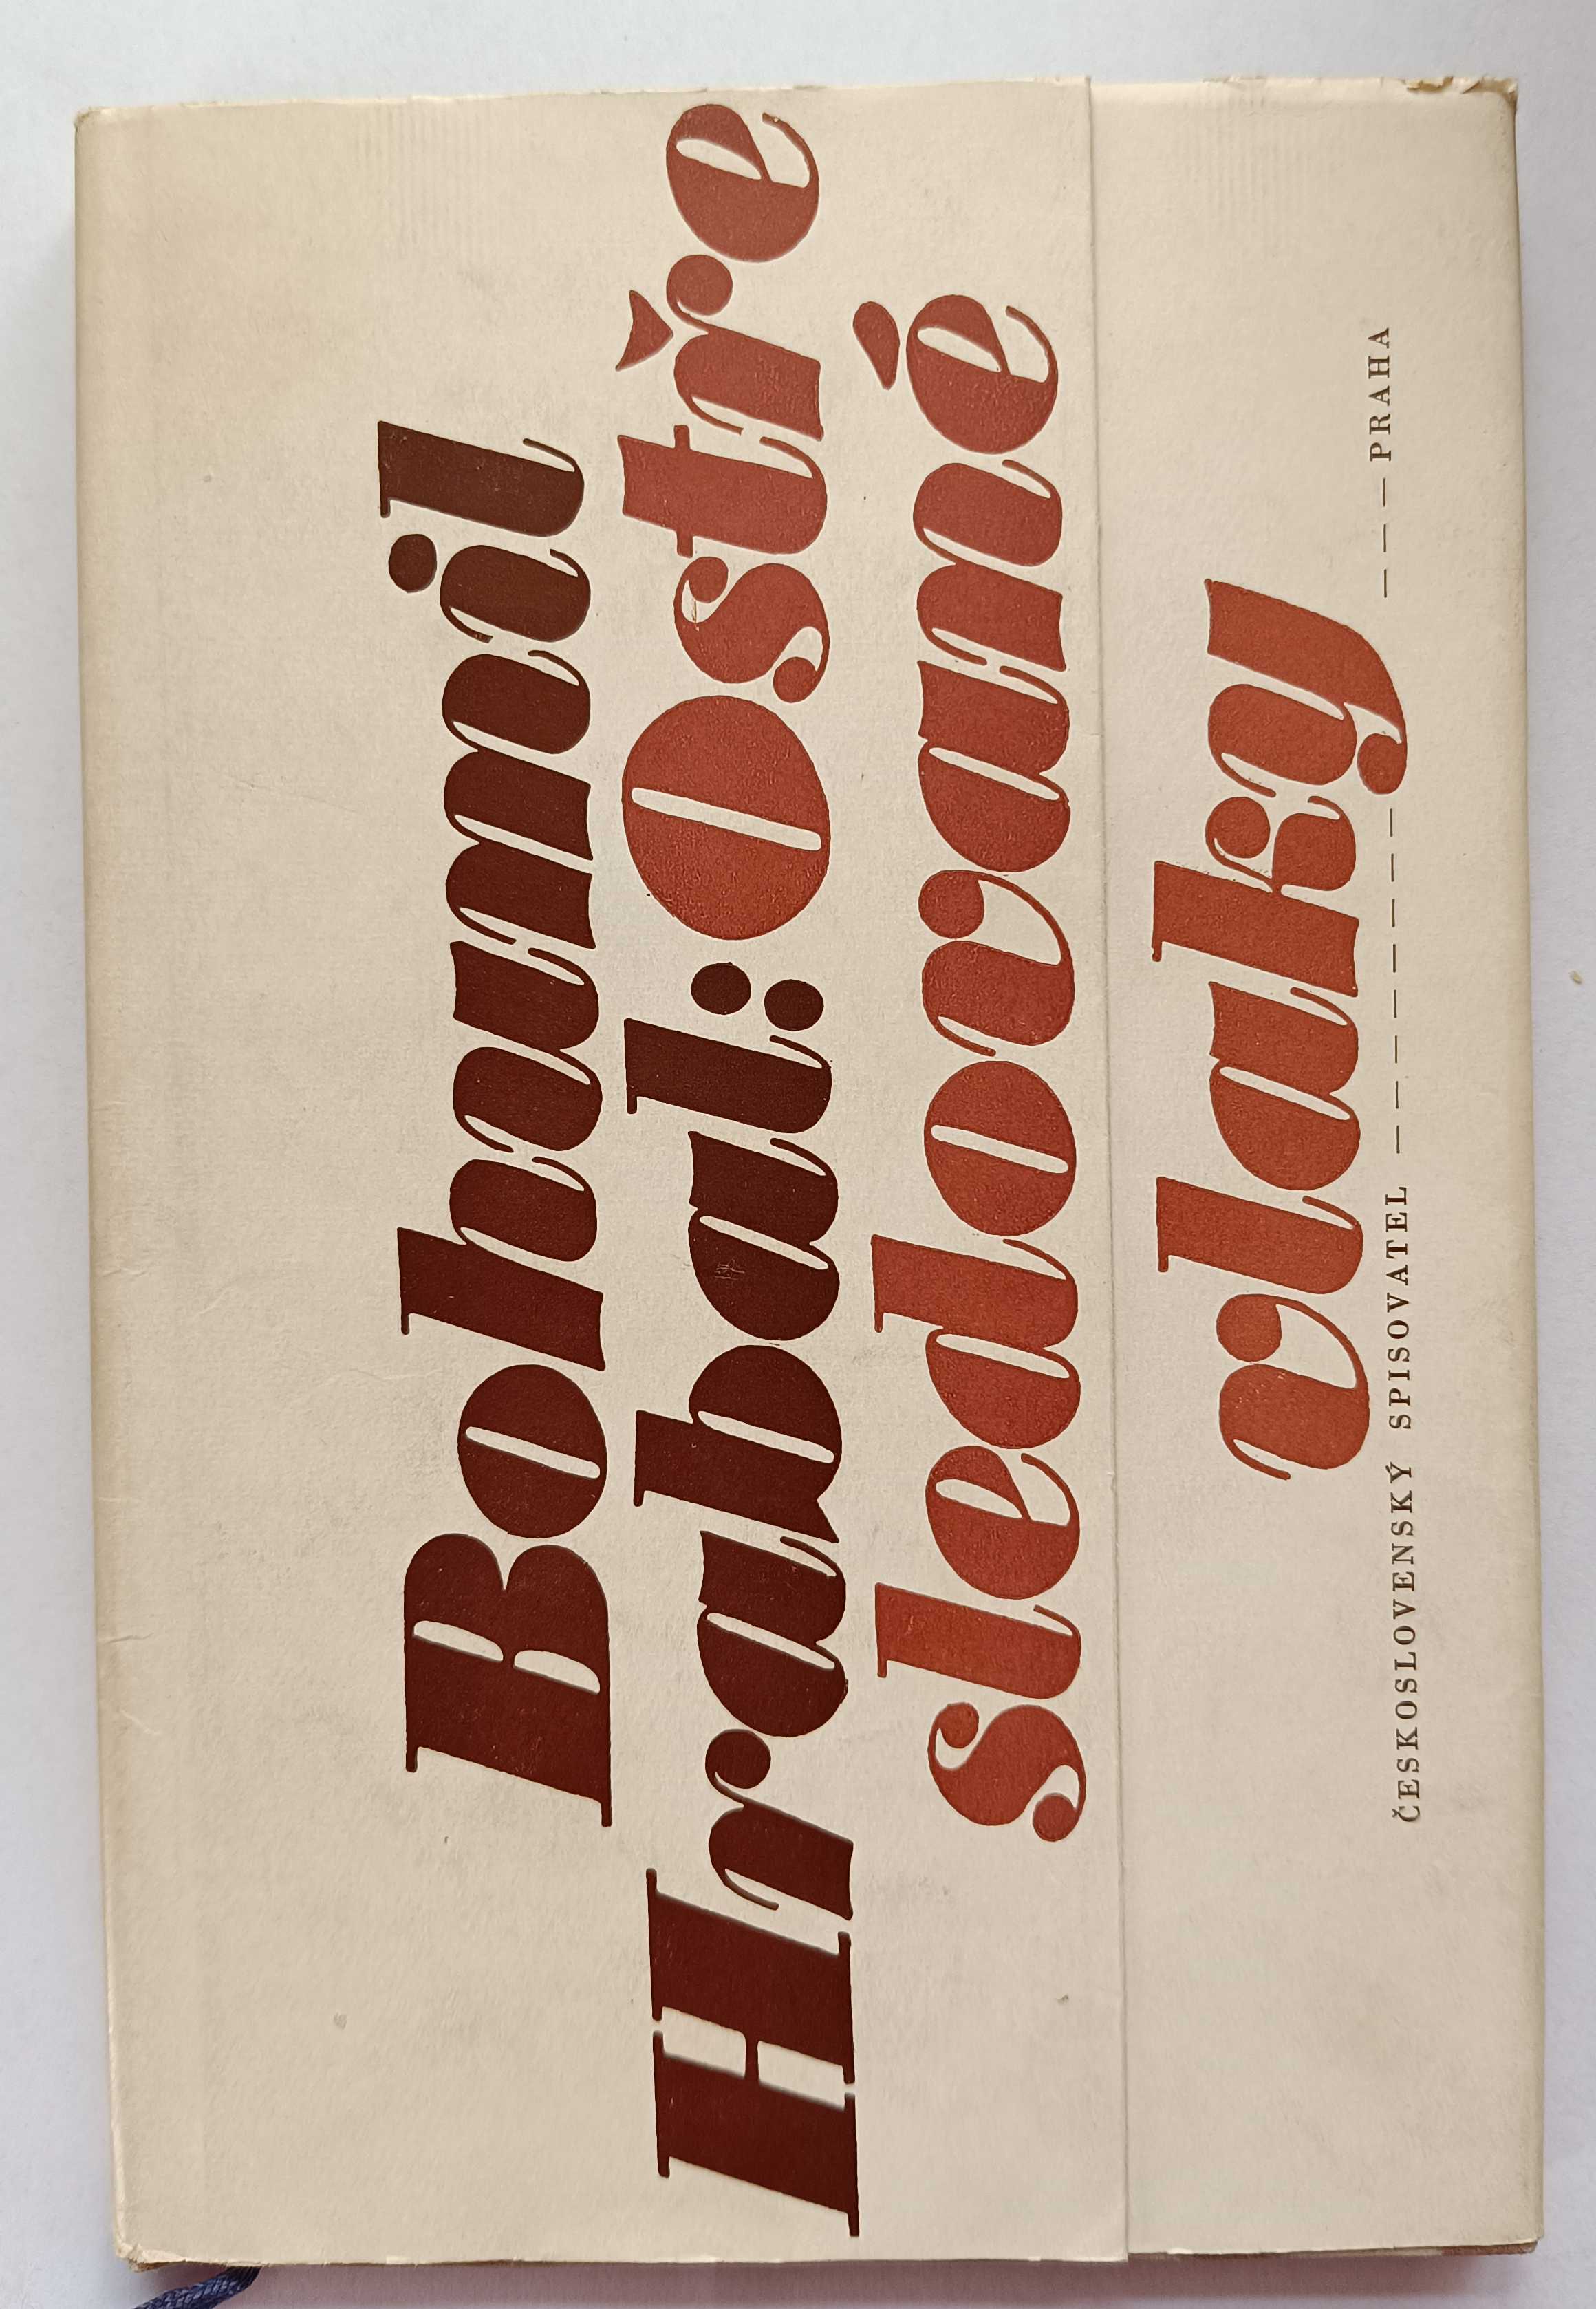 Bohumil
Hrabal: Ostře
sledované
vlaky
ČESKOSLOVENSKÝ SPISOVATEL — — — — — — — — — — — — PRAHA